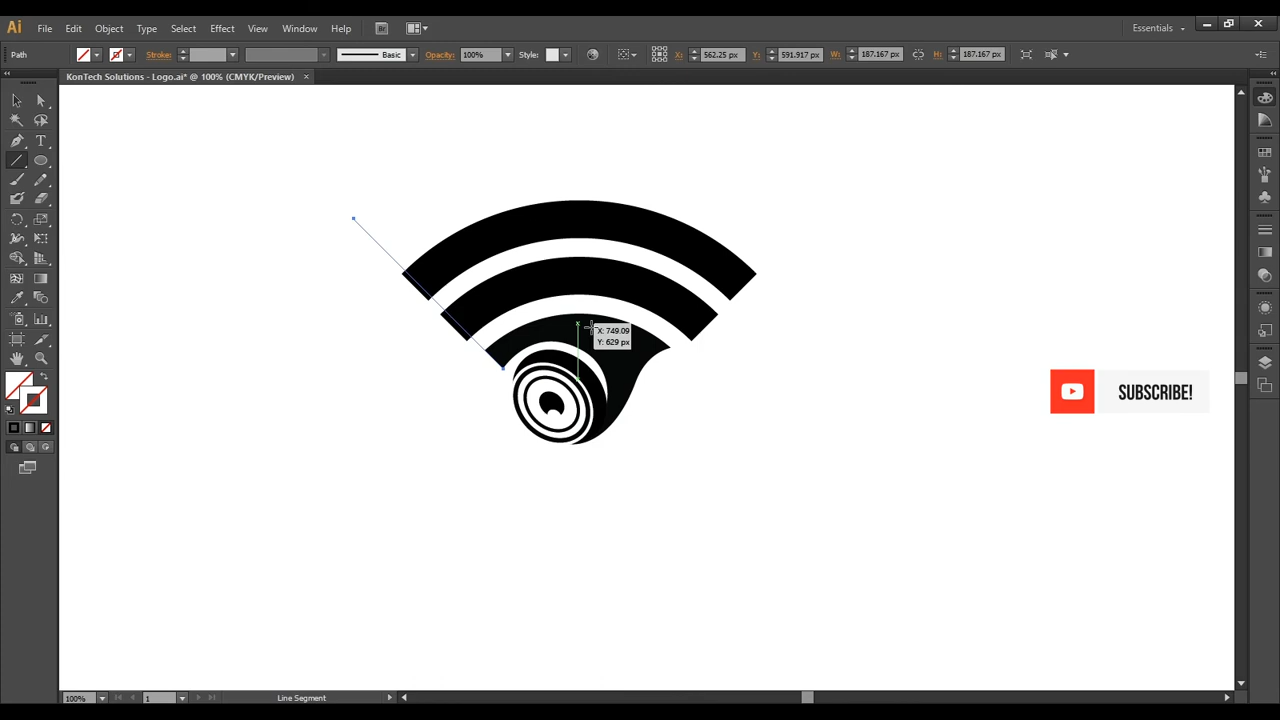 Ai File Edit Object Type Select Effect View Window Help Br Essentials
Path Stroke: Basic Opacity: 100% Style: X: 562.25 px Y: 591.917 px W: 187.167 px H: 187.167 px
KonTech Solutions - Logo.ai* @ 100% (CMYK/Preview) ×
X: 749.09
Y: 629 px
SUBSCRIBE!
100% 1 Line Segment